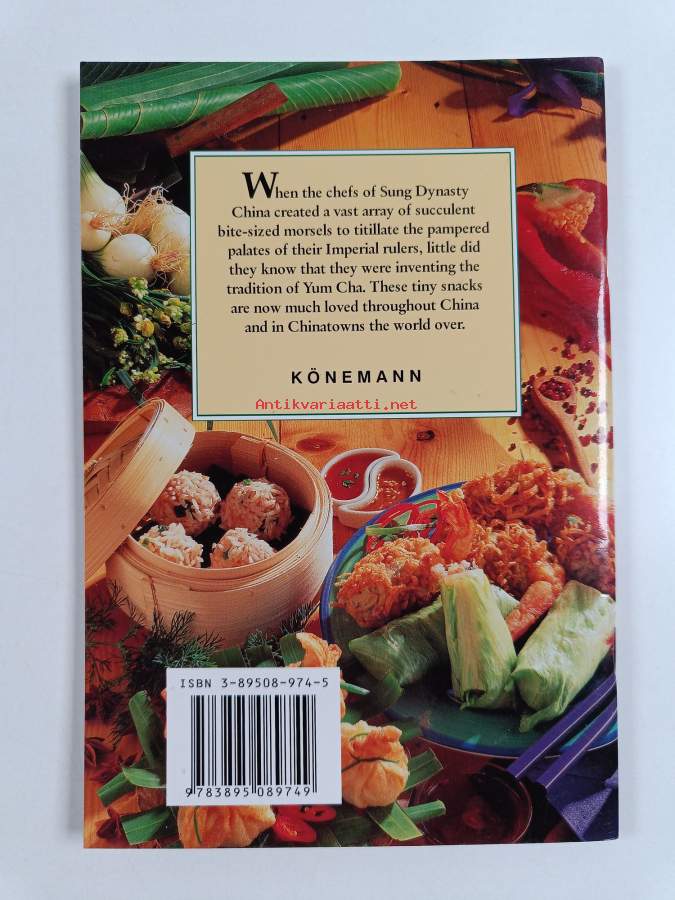 When the chefs of Sung Dynasty
China created a vast array of succulent
bite-sized morsels to titillate the pampered
palates of their Imperial rulers, little did
they know that they were inventing the
tradition of Yum Cha. These tiny snacks
are now much loved throughout China
and in Chinatowns the world over.
KÖNEMANN
Antikvariaatti.net
ISBN 3-89508-974-5
9783895089749